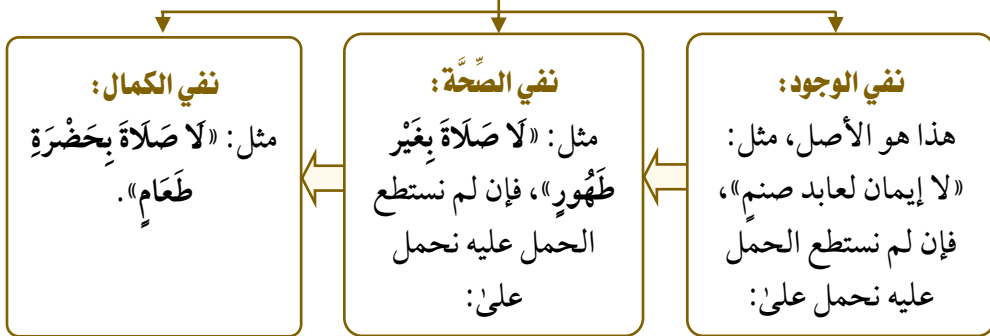 نفي الوجود:
هذا هو الأصل، مثل:
«لا إيمان لعابد صنمٍ»،
فإن لم نستطع الحمل
عليه نحمل علىٰ:
نفي الصِّحَّة:
مثل: «لَا صَلَاةَ بِغَيْر
طَهُورٍ»، فإن لم نستطع
الحمل عليه نحمل
علىٰ:
نفي الكمال:
مثل: «لَا صَلَاةَ بِحَضْرَةِ
طَعَامٍ».